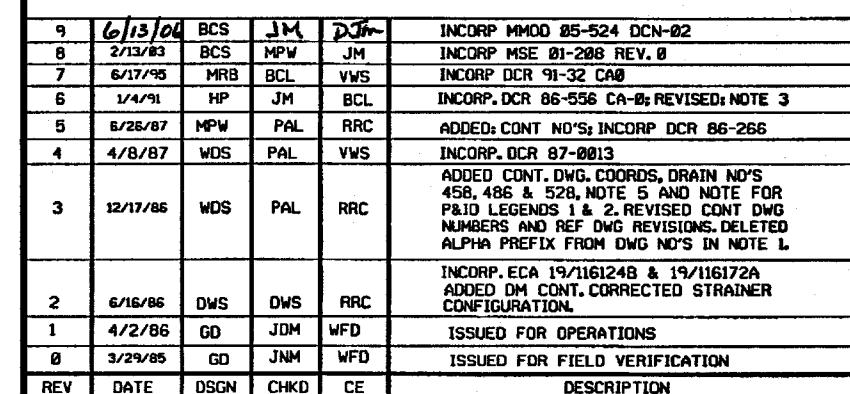 9 6/13/06 BCS JM DJM INCORP MMOD 05-524 DCN-02
8 2/13/03 BCS MPW JM INCORP MSE 01-208 REV. 0
7 6/17/95 MRB BCL VWS INCORP DCR 91-32 CA0
6 1/4/91 HP JM BCL INCORP. DCR 86-556 CA-0; REVISED: NOTE 3
5 6/26/87 MPW PAL RRC ADDED: CONT NO'S; INCORP DCR 86-266
4 4/8/87 WDS PAL VWS INCORP. DCR 87-0013
3 12/17/86 WDS PAL RRC ADDED CONT. DWG. COORDS, DRAIN NO'S
458, 486 & 528, NOTE 5 AND NOTE FOR
P&ID LEGENDS 1 & 2. REVISED CONT DWG
NUMBERS AND REF DWG REVISIONS. DELETED
ALPHA PREFIX FROM DWG NO'S IN NOTE 1.
2 6/16/86 DWS DWS RRC INCORP. ECA 19/116124B & 19/116172A
ADDED DM CONT. CORRECTED STRAINER
CONFIGURATION.
1 4/2/86 GD JDM WFD ISSUED FOR OPERATIONS
0 3/29/85 GD JNM WFD ISSUED FOR FIELD VERIFICATION
REV DATE DSGN CHKD CE DESCRIPTION